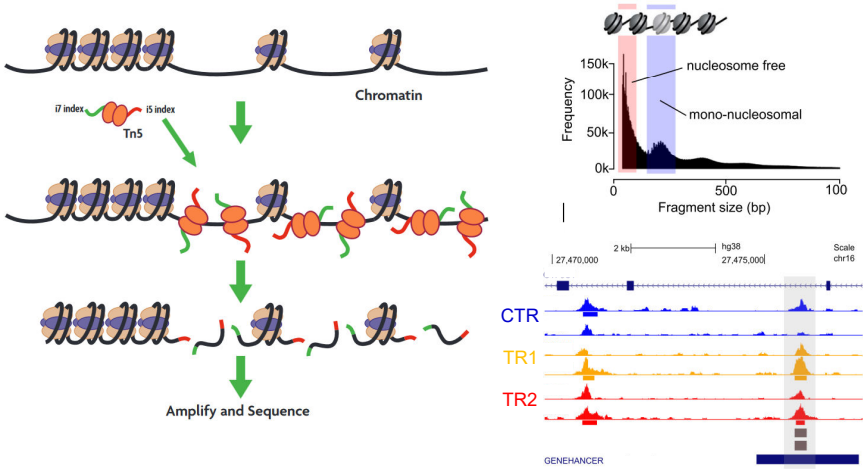 Chromatin
i7 index
i5 index
Tn5
Amplify and Sequence
150k
100k
50k
0k
Frequency
nucleosome free
mono-nucleosomal
0
500
100
Fragment size (bp)
2 kb
hg38
Scale
27,470,000
27,475,000
chr16
CTR
TR1
TR2
GENEHANCER